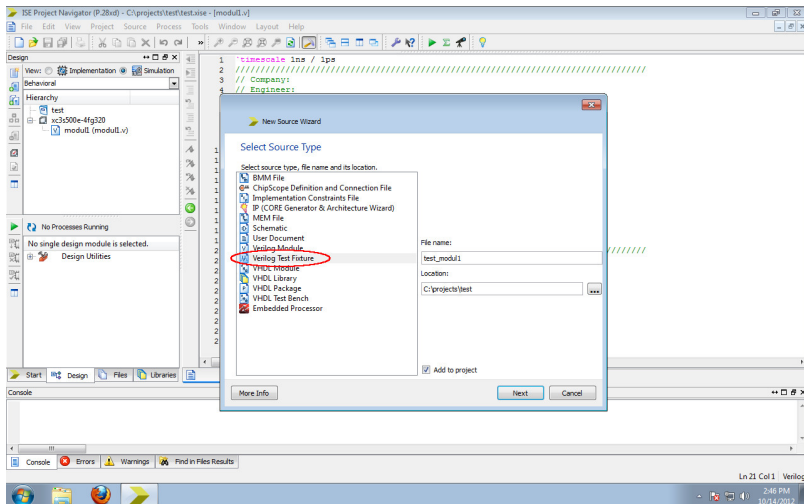 ISE Project Navigator (P.28xd) - C:\projects\test\test.xise - [modul1.v]
File Edit View Project Source Process Tools Window Layout Help
Design
View: Implementation Simulation
Behavioral
Hierarchy
test
xc3s500e-4fg320
modul1 (modul1.v)
No Processes Running
No single design module is selected.
Design Utilities
Start Design Files Libraries
1 `timescale 1ns / 1ps
2 //////////////////////////////////////////////////////////////////////////////////
3 // Company:
4 // Engineer:
New Source Wizard
Select Source Type
Select source type, file name and its location.
BMM File
ChipScope Definition and Connection File
Implementation Constraints File
IP (CORE Generator & Architecture Wizard)
MEM File
Schematic
User Document
Verilog Module
Verilog Test Fixture
VHDL Module
VHDL Library
VHDL Package
VHDL Test Bench
Embedded Processor
File name:
test_modul1
Location:
C:\projects\test
...
Add to project
More Info
Next
Cancel
Console
Console Errors Warnings Find in Files Results
Ln 21 Col 1 Verilog
2:46 PM
10/14/2012